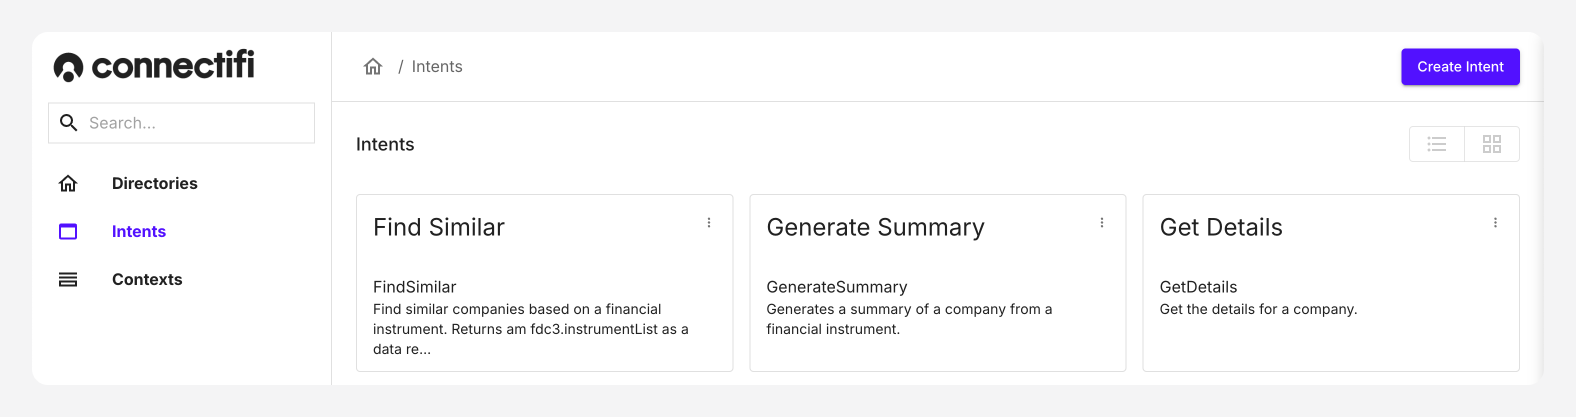 connectifi
Search...
Directories
Intents
Contexts
/ Intents
Create Intent
Intents
Find Similar
FindSimilar
Find similar companies based on a financial
instrument. Returns am fdc3.instrumentList as a
data re...
Generate Summary
GenerateSummary
Generates a summary of a company from a
financial instrument.
Get Details
GetDetails
Get the details for a company.